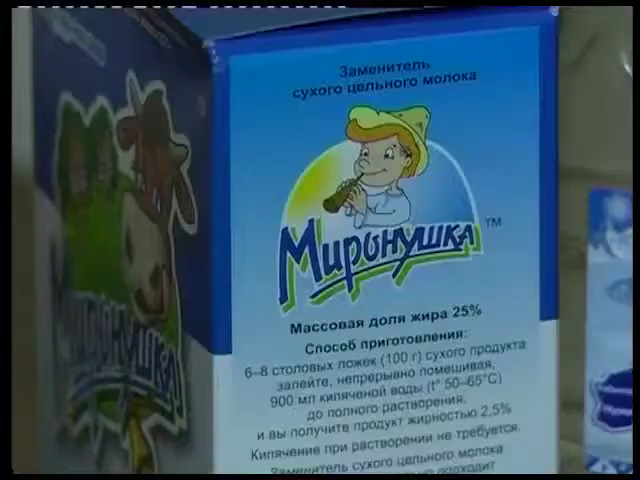 Заменитель
сухого цельного молока
Миронушка
TM
Массовая доля жира 25%
Способ приготовления:
6–8 столовых ложек (100 г) сухого продукта
залейте, непрерывно помешивая,
900 мл кипяченой воды (t° 50–65°C)
до полного растворения,
и вы получите продукт жирностью 2,5%
Кипячение при растворении не требуется.
Заменитель сухого цельного молока
подходит
Миронушка